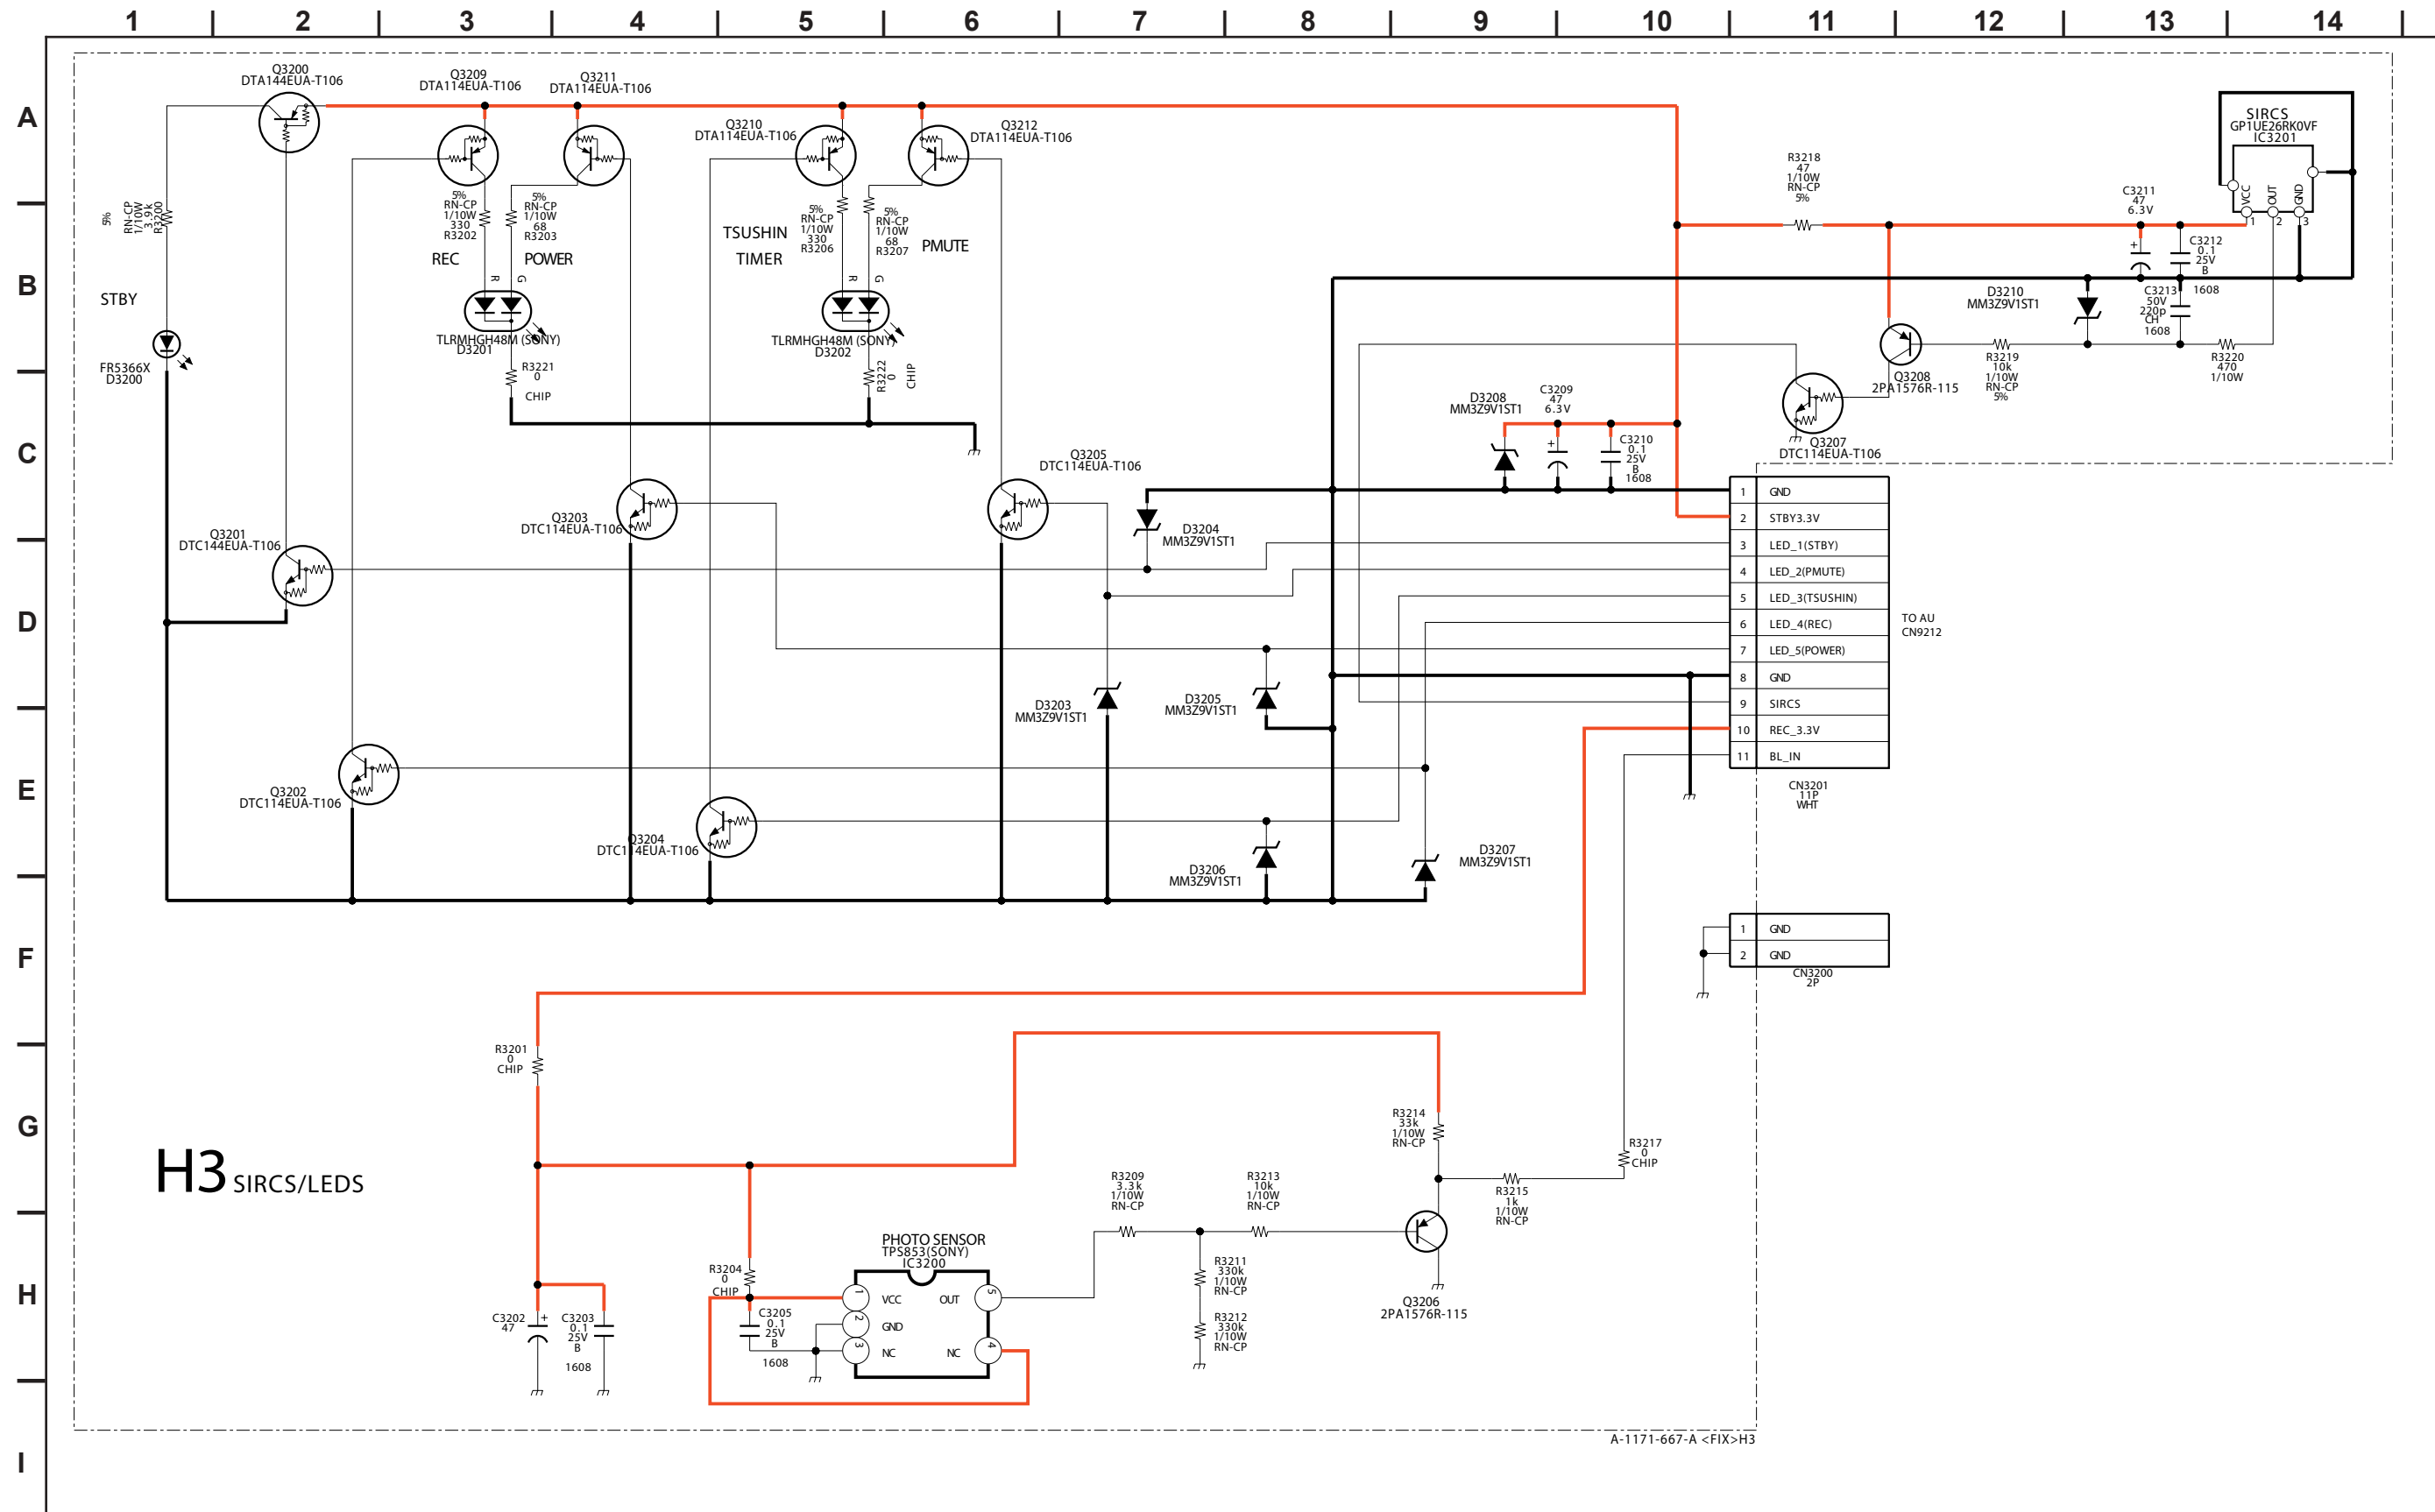 1 2 3 4 5 6 7 8 9 10 11 12 13 14
A
B
C
D
E
F
G
H
I
Q3200
DTA144EUA-T106
Q3209
DTA114EUA-T106
Q3211
DTA114EUA-T106
Q3210
DTA114EUA-T106
Q3212
DTA114EUA-T106
SIRCS
GP1UE26RK0VF
IC3201
VCC
OUT
GND
1
2
3
R3218
47
1/10W
RN-CP
5%
C3211
47
6.3V
+
C3212
0.1
25V
B
1608
5%
RN-CP
1/10W
3.9k
R3200
5%
RN-CP
1/10W
330
R3202
5%
RN-CP
1/10W
68
R3203
REC
POWER
R
G
TSUSHIN
TIMER
5%
RN-CP
1/10W
330
R3206
5%
RN-CP
1/10W
68
R3207
PMUTE
R
G
STBY
FR5366X
D3200
TLRMHGH48M (SONY)
D3201
TLRMHGH48M (SONY)
D3202
R3221
0
CHIP
R3222
0
CHIP
D3210
MM3Z9V1ST1
C3213
50V
220p
CH
1608
Q3208
2PA1576R-115
R3219
10k
1/10W
RN-CP
5%
R3220
470
1/10W
D3208
MM3Z9V1ST1
C3209
47
6.3V
+
C3210
0.1
25V
B
1608
Q3207
DTC114EUA-T106
Q3205
DTC114EUA-T106
Q3203
DTC114EUA-T106
Q3201
DTC144EUA-T106
D3204
MM3Z9V1ST1
1 GND
2 STBY3.3V
3 LED_1(STBY)
4 LED_2(PMUTE)
5 LED_3(TSUSHIN)
6 LED_4(REC)
7 LED_5(POWER)
8 GND
9 SIRCS
10 REC_3.3V
11 BL_IN
TO AU
CN9212
CN3201
11P
WHT
D3203
MM3Z9V1ST1
D3205
MM3Z9V1ST1
Q3202
DTC114EUA-T106
Q3204
DTC114EUA-T106
D3206
MM3Z9V1ST1
D3207
MM3Z9V1ST1
1 GND
2 GND
CN3200
2P
R3201
0
CHIP
H3 SIRCS/LEDS
R3214
33k
1/10W
RN-CP
R3217
0
CHIP
R3209
3.3k
1/10W
RN-CP
R3213
10k
1/10W
RN-CP
R3215
1k
1/10W
RN-CP
PHOTO SENSOR
TPS853(SONY)
IC3200
R3204
0
CHIP
1 VCC
2 GND
3 NC
OUT 5
NC 4
R3211
330k
1/10W
RN-CP
R3212
330k
1/10W
RN-CP
Q3206
2PA1576R-115
C3202
47
+
C3203
0.1
25V
B
1608
C3205
0.1
25V
B
1608
A-1171-667-A <FIX>H3